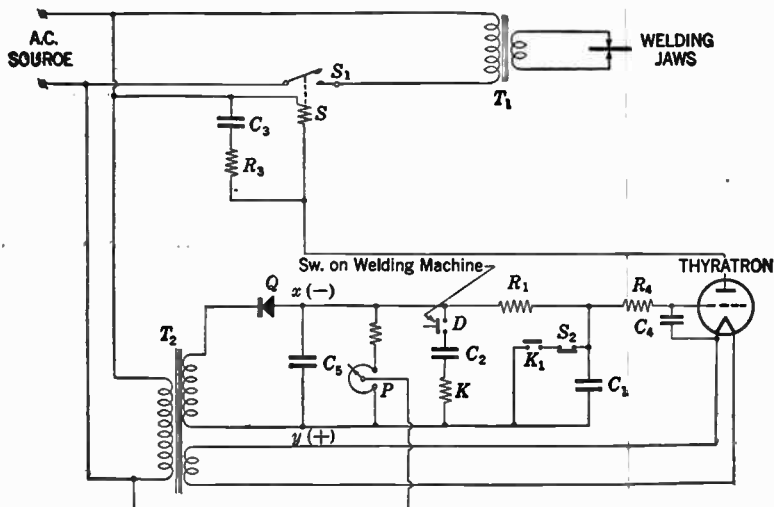 A.C.
SOUROE
S₁
T₁
WELDING
JAWS
S
C₃
R₃
Sw. on Welding Machine
THYRATRON
Q
x (-)
R₁
R₄
T₂
D
C₄
C₅
P
C₂
K
K₁
S₂
C₁
y (+)